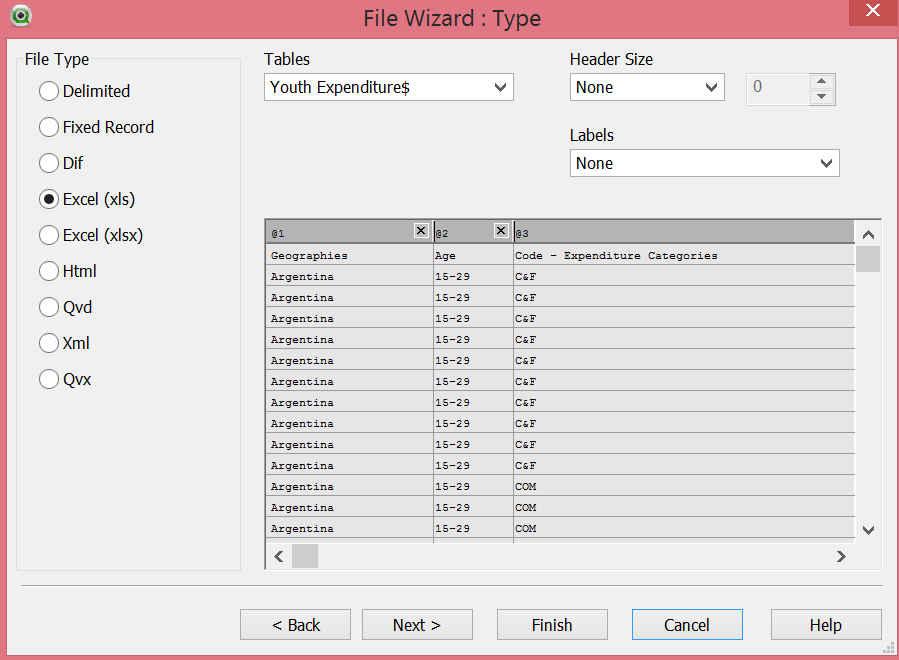 File Wizard : Type
File Type
Delimited
Fixed Record
Dif
Excel (xls)
Excel (xlsx)
Html
Qvd
Xml
Qvx
Tables
Youth Expenditure$
Header Size
None
0
Labels
None
@1 @2 @3
Geographies Age Code - Expenditure Categories
Argentina 15-29 C&F
Argentina 15-29 C&F
Argentina 15-29 C&F
Argentina 15-29 C&F
Argentina 15-29 C&F
Argentina 15-29 C&F
Argentina 15-29 C&F
Argentina 15-29 C&F
Argentina 15-29 C&F
Argentina 15-29 C&F
Argentina 15-29 COM
Argentina 15-29 COM
Argentina 15-29 COM
< Back Next > Finish Cancel Help